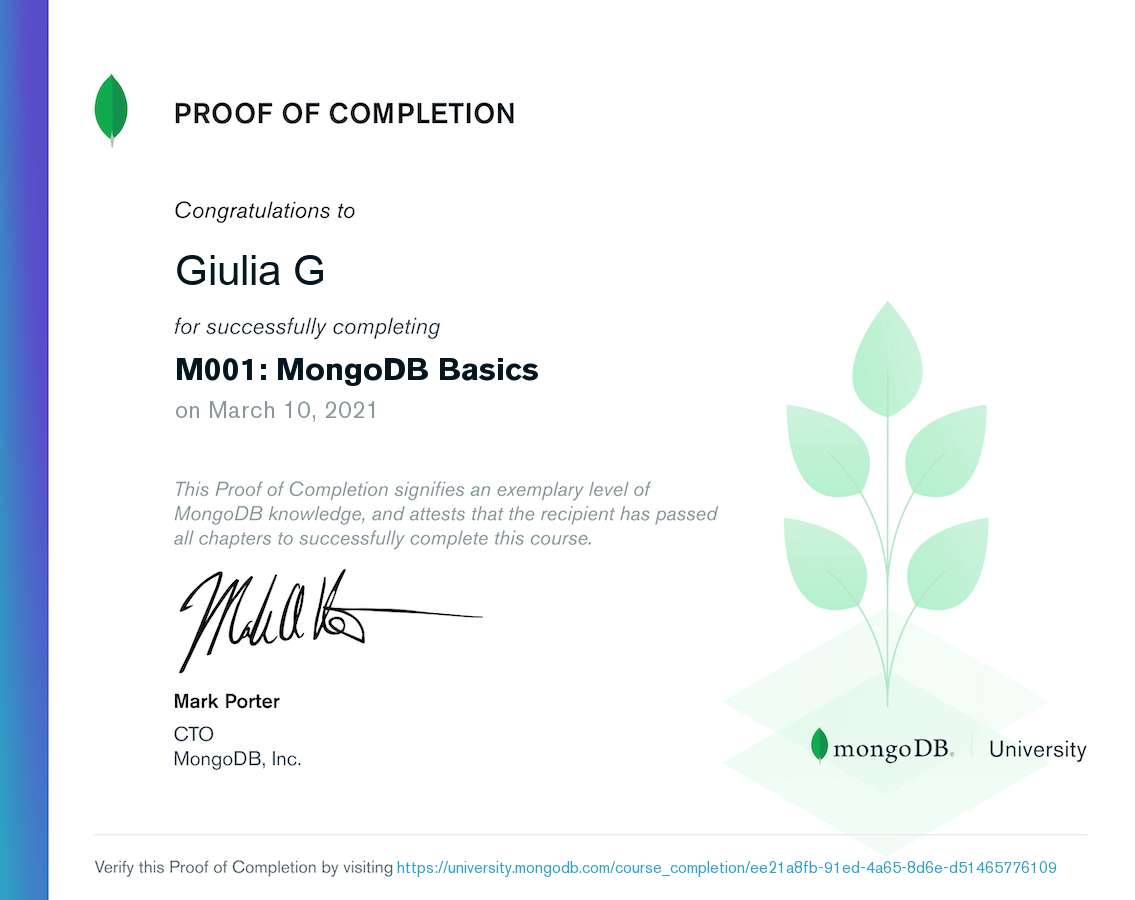 PROOF OF COMPLETION
Congratulations to
Giulia G
for successfully completing
M001: MongoDB Basics
on March 10, 2021
This Proof of Completion signifies an exemplary level of
MongoDB knowledge, and attests that the recipient has passed
all chapters to successfully complete this course.
Mark Porter
CTO
MongoDB, Inc.
mongoDB® | University
Verify this Proof of Completion by visiting https://university.mongodb.com/course_completion/ee21a8fb-91ed-4a65-8d6e-d51465776109